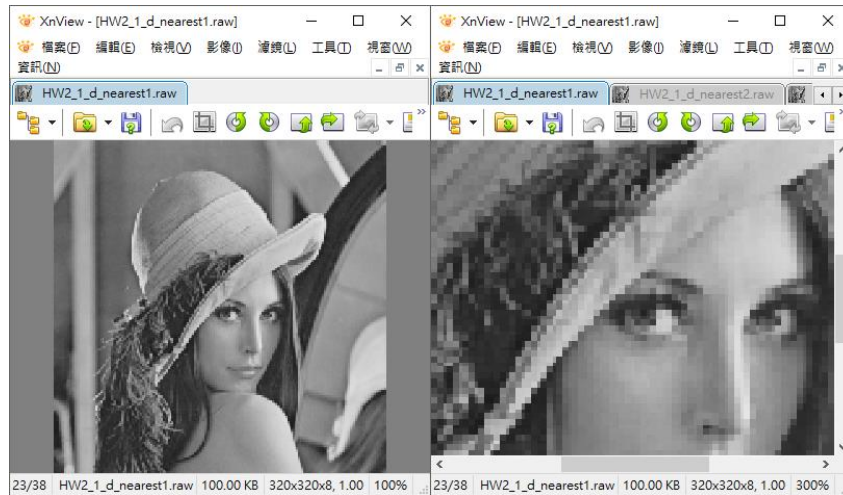 XnView - [HW2_1_d_nearest1.raw]
檔案(F) 編輯(E) 檢視(V) 影像(I) 濾鏡(L) 工具(T) 視窗(W)
資訊(N)
HW2_1_d_nearest1.raw
23/38 HW2_1_d_nearest1.raw 100.00 KB 320x320x8, 1.00 100%
XnView - [HW2_1_d_nearest1.raw]
檔案(F) 編輯(E) 檢視(V) 影像(I) 濾鏡(L) 工具(T) 視窗(W)
資訊(N)
HW2_1_d_nearest1.raw HW2_1_d_nearest2.raw
23/38 HW2_1_d_nearest1.raw 100.00 KB 320x320x8, 1.00 300%